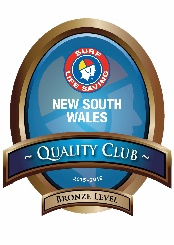 SURF
LIFE SAVING
NEW SOUTH
WALES
~ QUALITY CLUB ~
BRONZE LEVEL